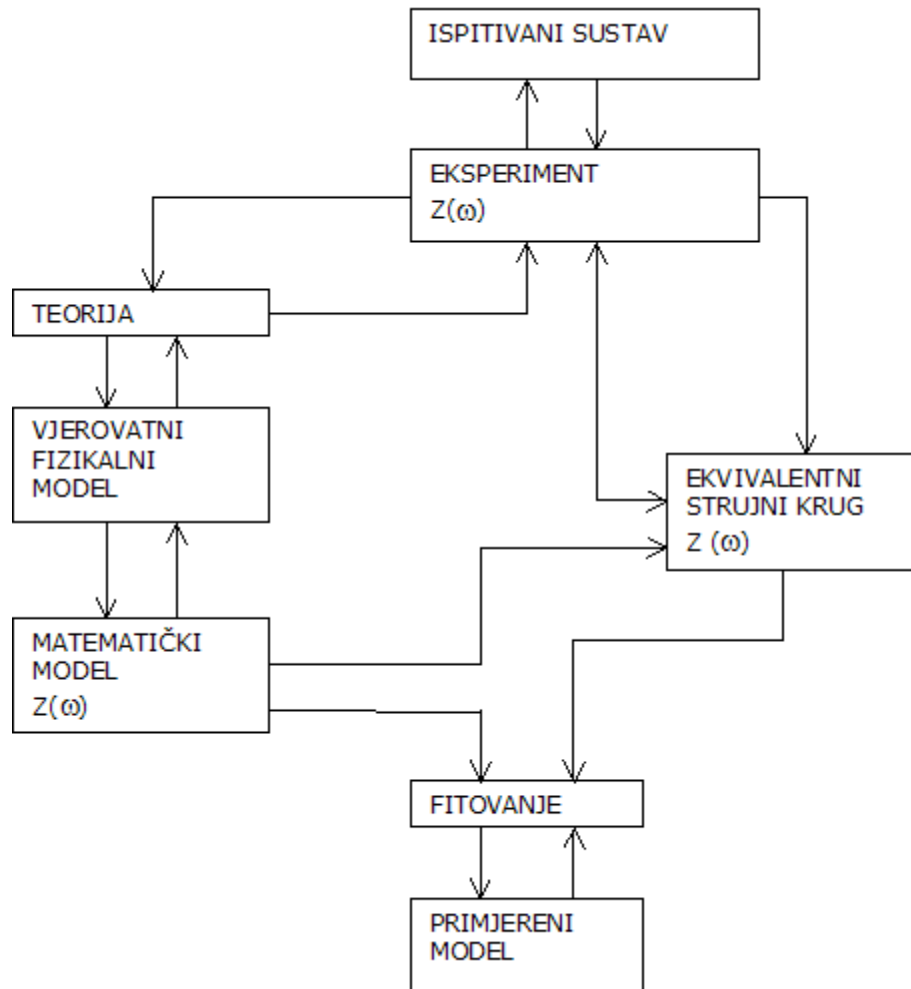 ISPITIVANI SUSTAV
EKSPERIMENT
Z(ω)
TEORIJA
VJEROVATNI
FIZIKALNI
MODEL
EKVIVALENTNI
STRUJNI KRUG
Z (ω)
MATEMATIČKI
MODEL
Z(ω)
FITOVANJE
PRIMJERENI
MODEL